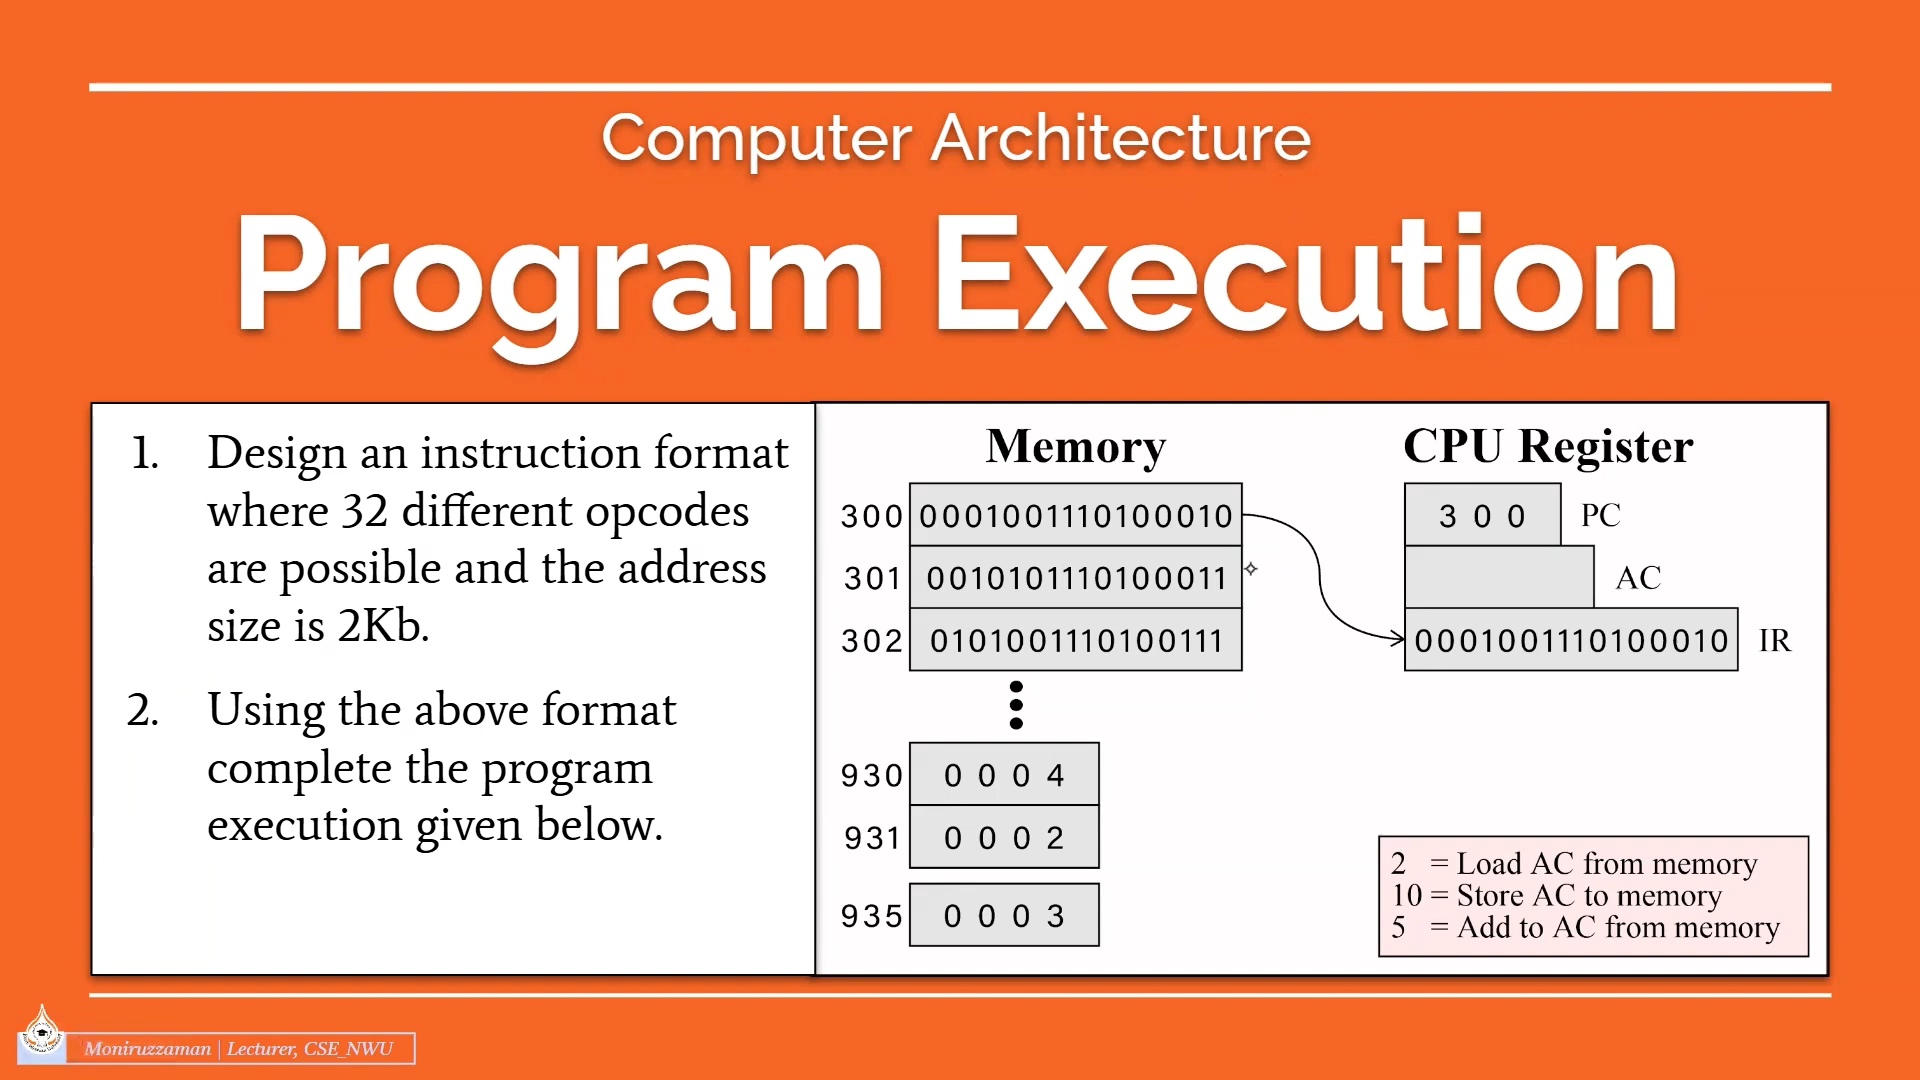 Computer Architecture
Program Execution
1. Design an instruction format
where 32 different opcodes
are possible and the address
size is 2Kb.
2. Using the above format
complete the program
execution given below.
Memory
300 0001001110100010
301 0010101110100011
302 0101001110100111
930 0 0 0 4
931 0 0 0 2
935 0 0 0 3
CPU Register
3 0 0 PC
AC
0001001110100010 IR
2 = Load AC from memory
10 = Store AC to memory
5 = Add to AC from memory
Moniruzzaman | Lecturer, CSE_NWU